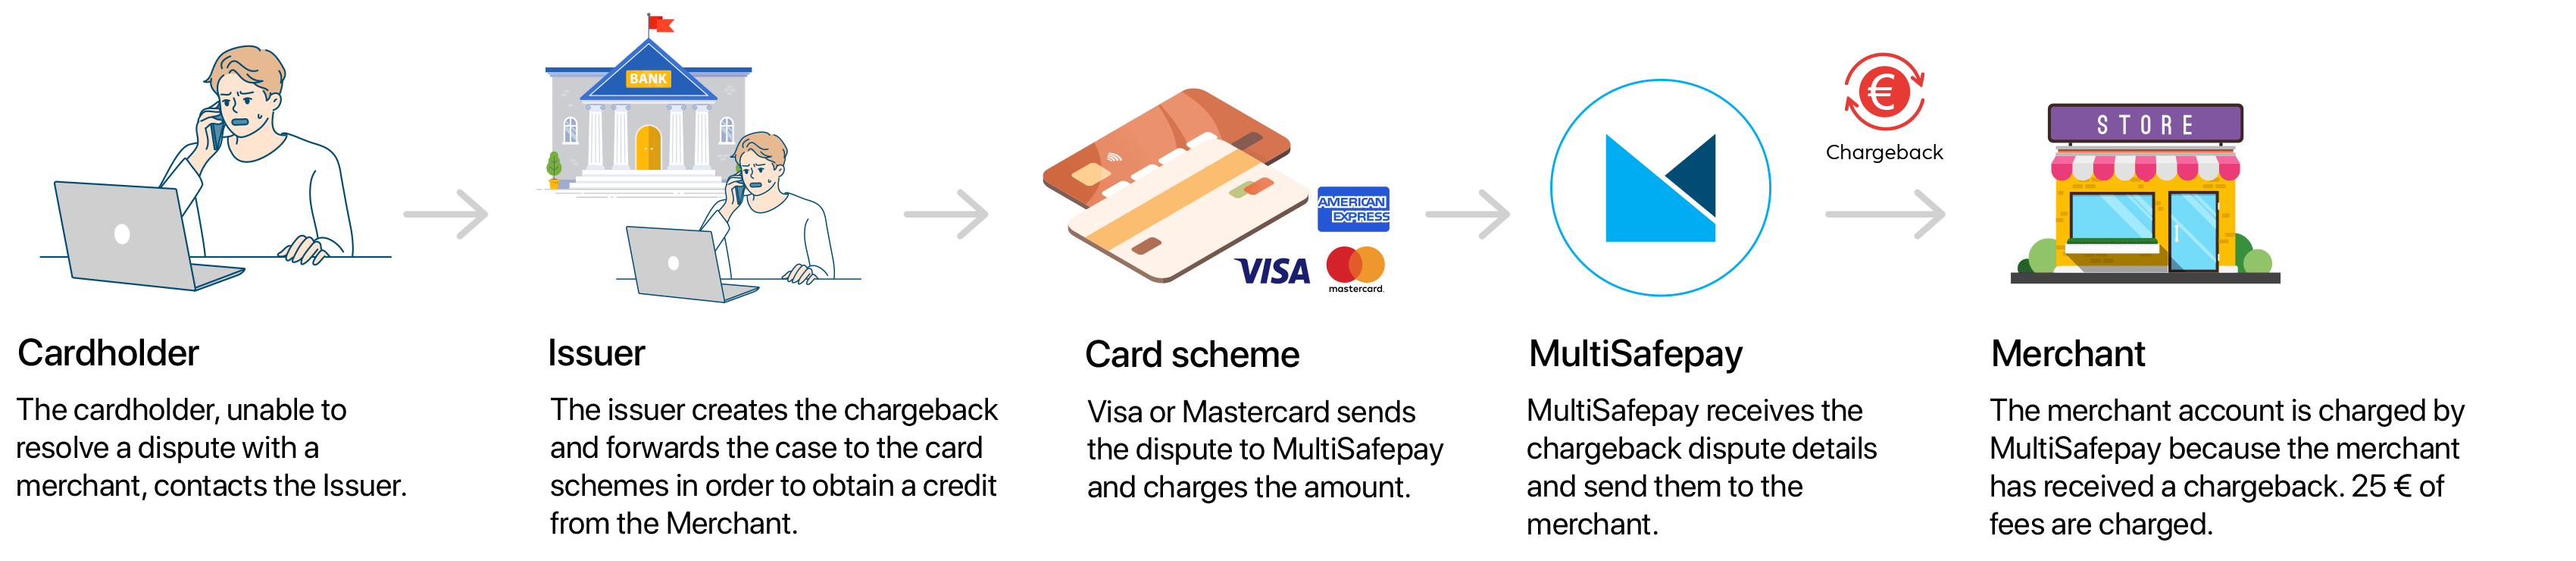 BANK
AMERICAN
EXPRESS
VISA
mastercard.
€
Chargeback
STORE
Cardholder
The cardholder, unable to
resolve a dispute with a
merchant, contacts the Issuer.
Issuer
The issuer creates the chargeback
and forwards the case to the card
schemes in order to obtain a credit
from the Merchant.
Card scheme
Visa or Mastercard sends
the dispute to MultiSafepay
and charges the amount.
MultiSafepay
MultiSafepay receives the
chargeback dispute details
and send them to the
merchant.
Merchant
The merchant account is charged by
MultiSafepay because the merchant
has received a chargeback. 25 € of
fees are charged.